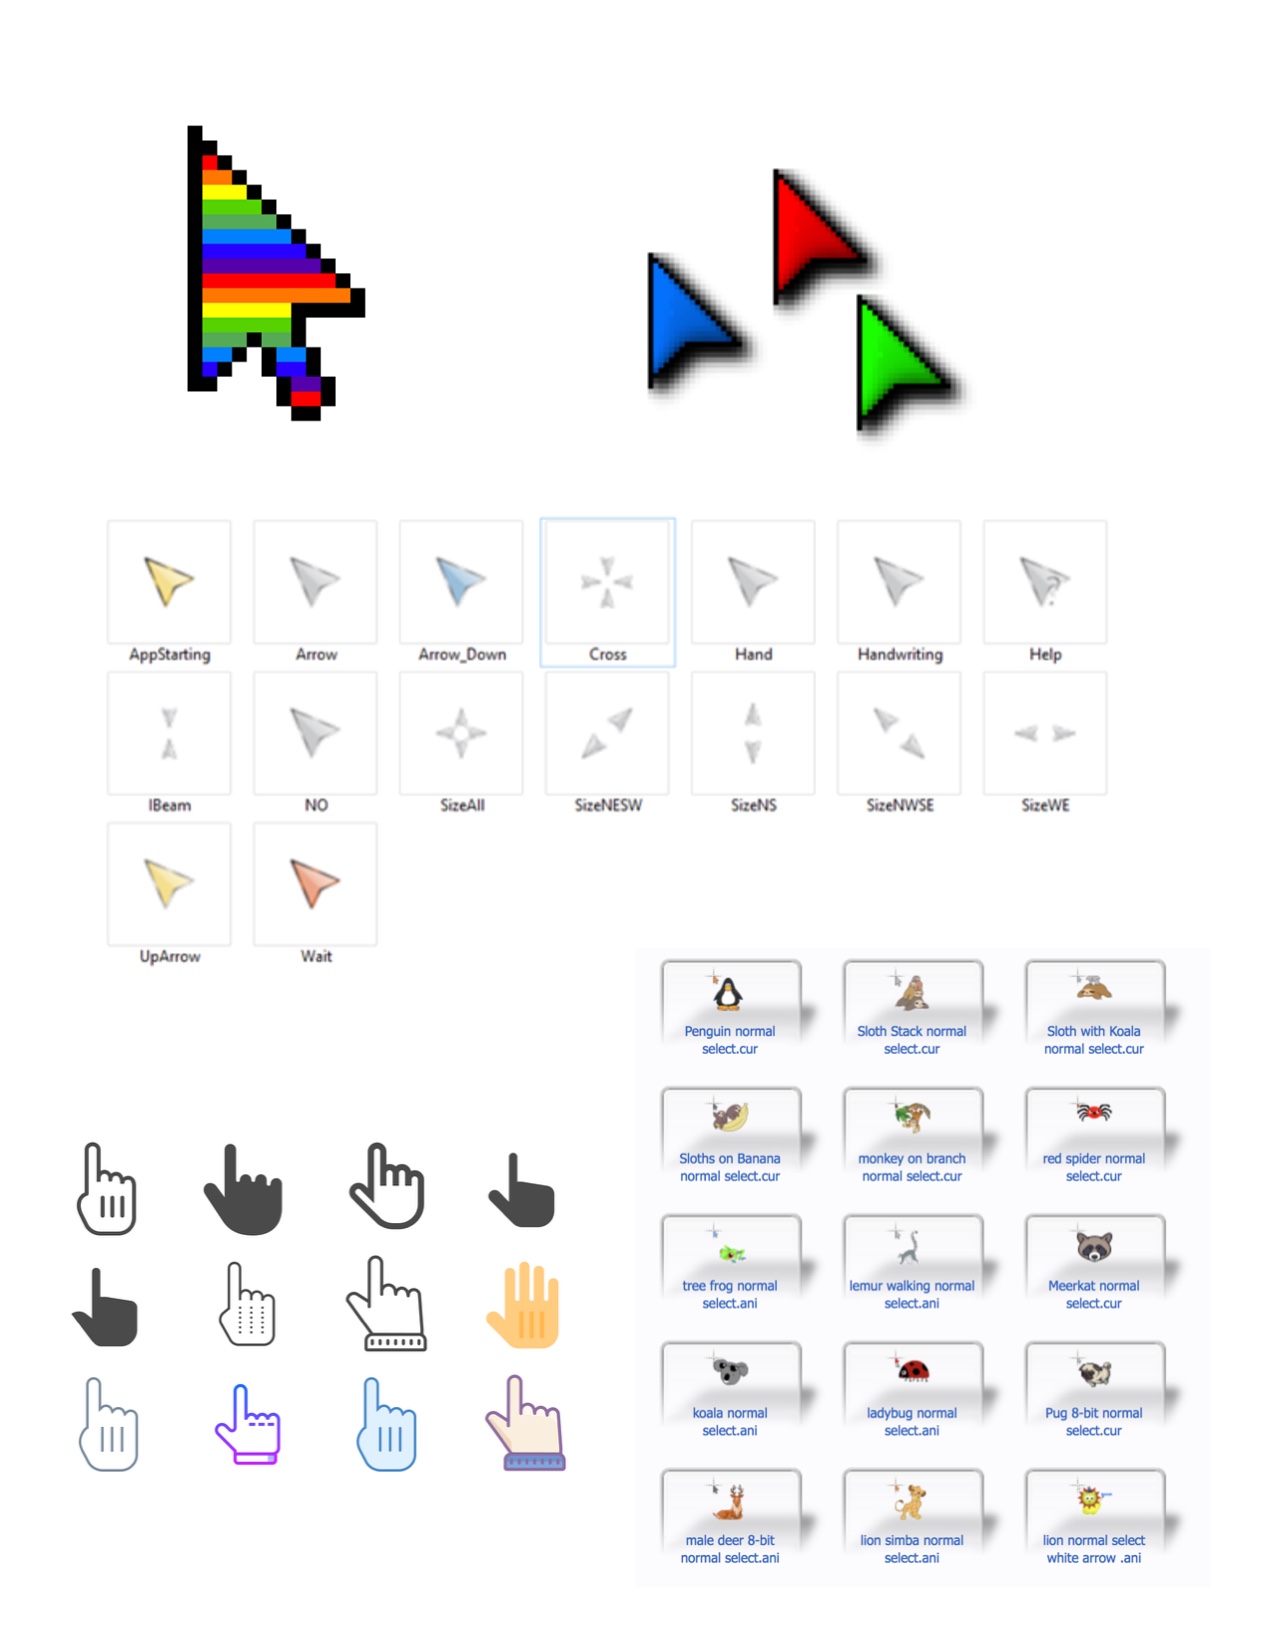 AppStarting
Arrow
Arrow_Down
Cross
Hand
Handwriting
Help
IBeam
NO
SizeAll
SizeNESW
SizeNS
SizeNWSE
SizeWE
UpArrow
Wait
Penguin normal
select.cur
Sloth Stack normal
select.cur
Sloth with Koala
normal select.cur
Sloths on Banana
normal select.cur
monkey on branch
normal select.cur
red spider normal
select.cur
tree frog normal
select.ani
lemur walking normal
select.ani
Meerkat normal
select.cur
koala normal
select.ani
ladybug normal
select.ani
Pug 8-bit normal
select.cur
male deer 8-bit
normal select.ani
lion simba normal
select.ani
lion normal select
white arrow .ani